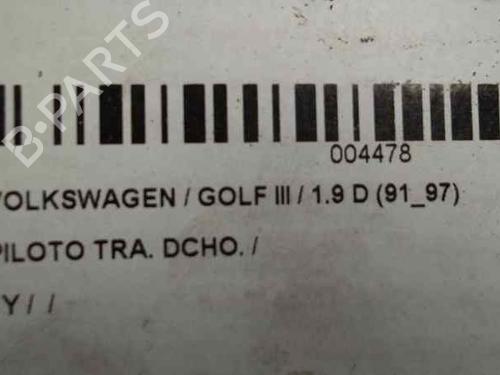 B-PARTS
004478
VOLKSWAGEN / GOLF III / 1.9 D (91_97)
PILOTO TRA. DCHO. /
Y / /